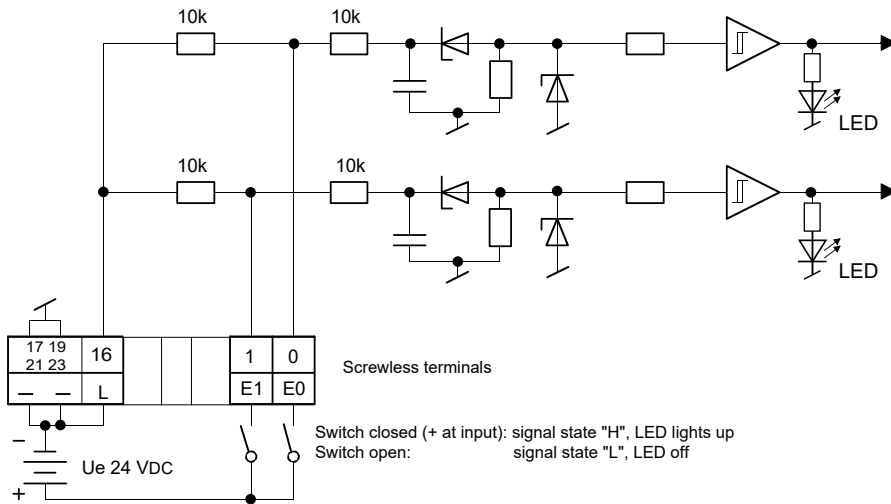 10k
10k
LED
10k
10k
LED
17 19
21 23
16
1
0
Screwless terminals
L
E1
E0
Switch closed (+ at input): signal state "H", LED lights up
Switch open: signal state "L", LED off
–
Ue 24 VDC
+